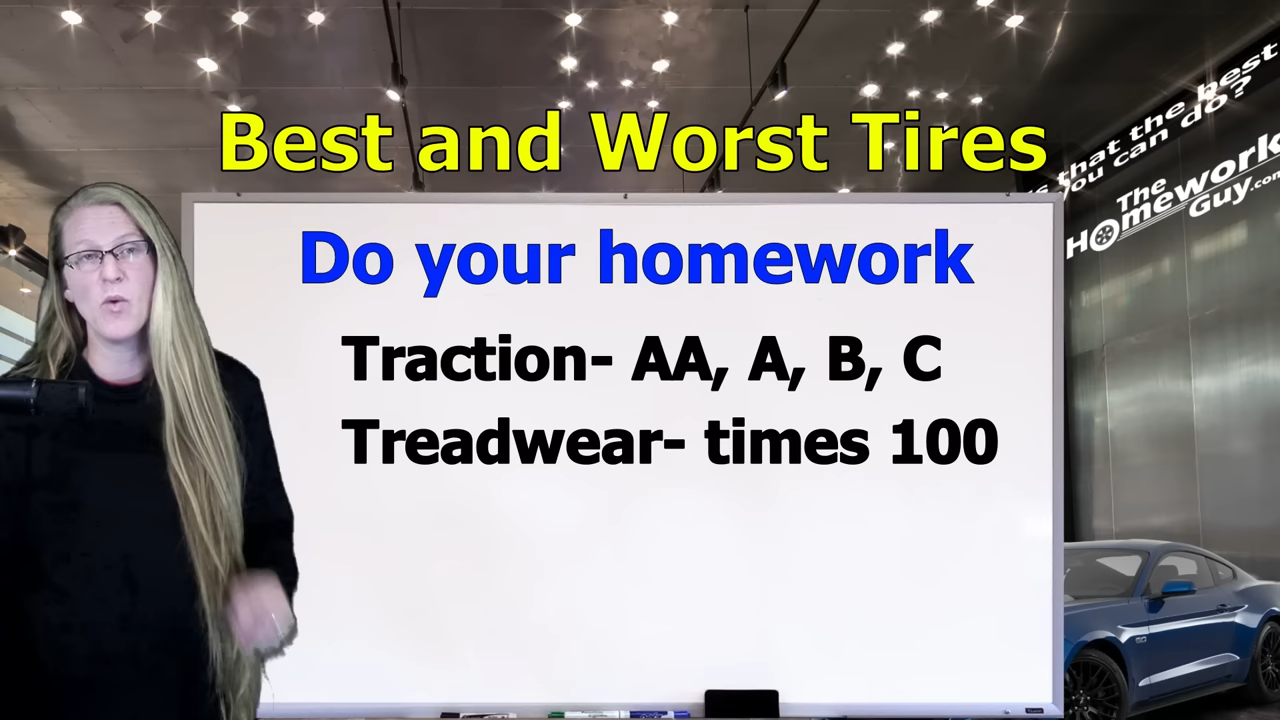 Best and Worst Tires
Is that the best
you can do?
The
Homework
Guy.com
Do your homework
Traction- AA, A, B, C
Treadwear- times 100